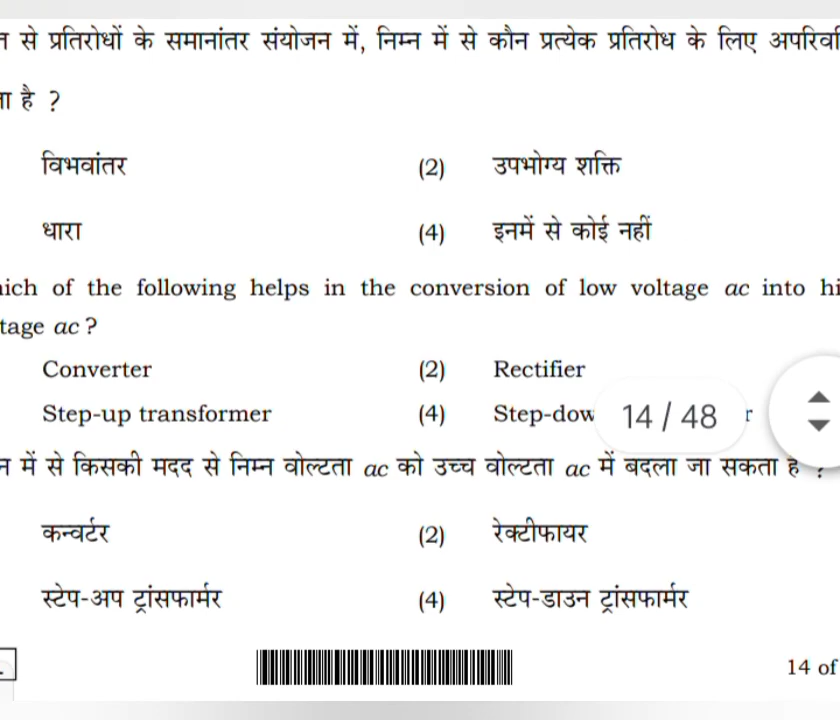 से प्रतिरोधों के समानांतर संयोजन में, निम्न में से कौन प्रत्येक प्रतिरोध के लिए
है ?
विभवांतर (2) उपभोग्य शक्ति
धारा (4) इनमें से कोई नहीं
ich of the following helps in the conversion of low voltage ac into hi
tage ac ?
Converter (2) Rectifier
Step-up transformer (4) Step-dow r
14 / 48
में से किसकी मदद से निम्न वोल्टता ac को उच्च वोल्टता ac में बदला जा सकता है ?
कन्वर्टर (2) रेक्टीफायर
स्टेप-अप ट्रांसफार्मर (4) स्टेप-डाउन ट्रांसफार्मर
14 of